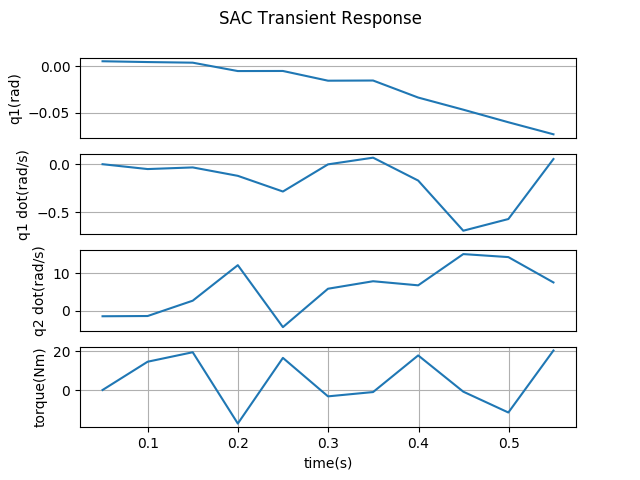 SAC Transient Response
q1(rad)
0.00
−0.05
q1 dot(rad/s)
0.0
−0.5
q2 dot(rad/s)
10
0
torque(Nm)
20
0
0.1 0.2 0.3 0.4 0.5
time(s)